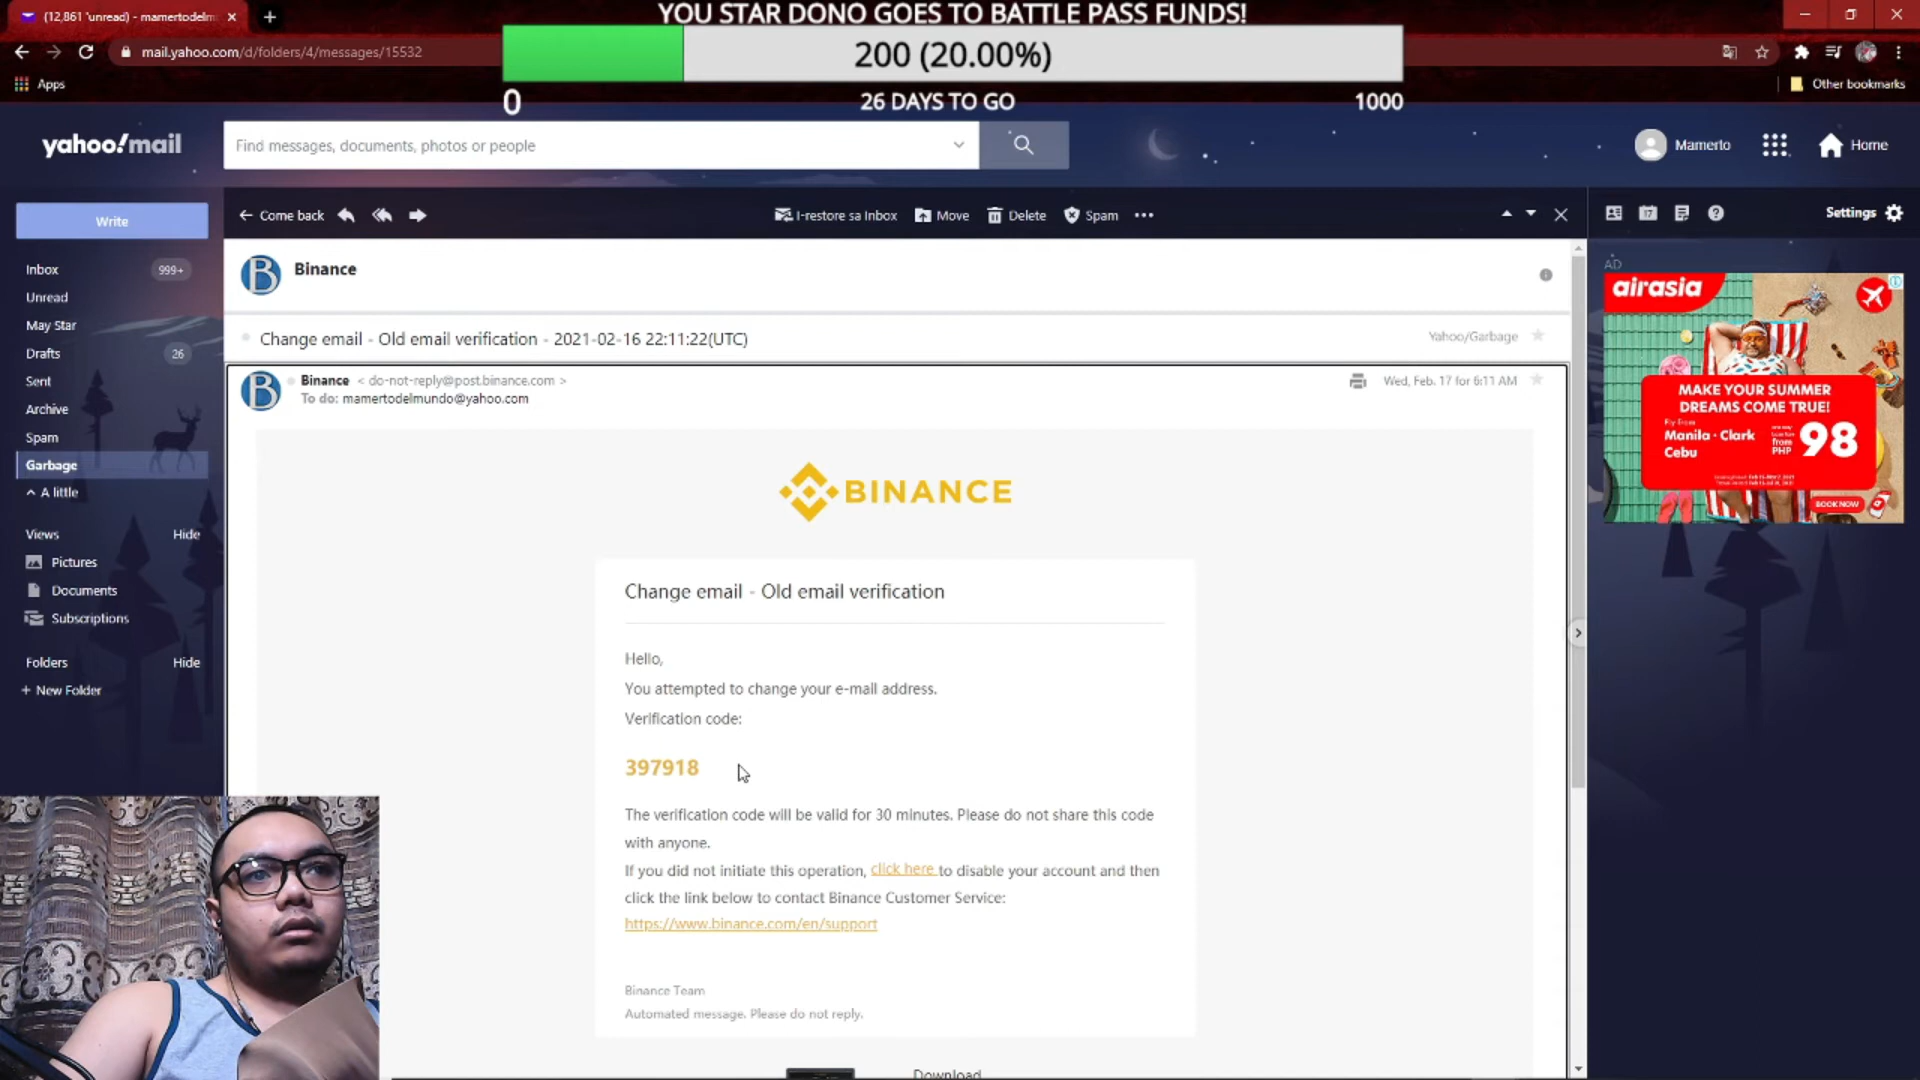 (12,861 "unread) - mamertodelm
mail.yahoo.com/d/folders/4/messages/15532
Apps
Other bookmarks
YOU STAR DONO GOES TO BATTLE PASS FUNDS!
200 (20.00%)
0
26 DAYS TO GO
1000
yahoo!mail
Find messages, documents, photos or people
Mamerto
Home
Write
Come back
I-restore sa Inbox
Move
Delete
Spam
Settings
Inbox
999+
Unread
May Star
Drafts
26
Sent
Archive
Spam
Garbage
A little
Views
Hide
Pictures
Documents
Subscriptions
Folders
Hide
+ New Folder
B
Binance
Change email - Old email verification - 2021-02-16 22:11:22(UTC)
Yahoo/Garbage
B
Binance < do-not-reply@post.binance.com >
Wed, Feb. 17 for 6:11 AM
To do: mamertodelmundo@yahoo.com
BINANCE
Change email - Old email verification
Hello,
You attempted to change your e-mail address.
Verification code:
397918
The verification code will be valid for 30 minutes. Please do not share this code
with anyone.
If you did not initiate this operation, click here to disable your account and then
click the link below to contact Binance Customer Service:
https://www.binance.com/en/support
Binance Team
Automated message. Please do not reply.
Download
AD
airasia
MAKE YOUR SUMMER
DREAMS COME TRUE!
Fly from
Manila - Clark
Cebu
from
PHP
98
BOOK NOW
17